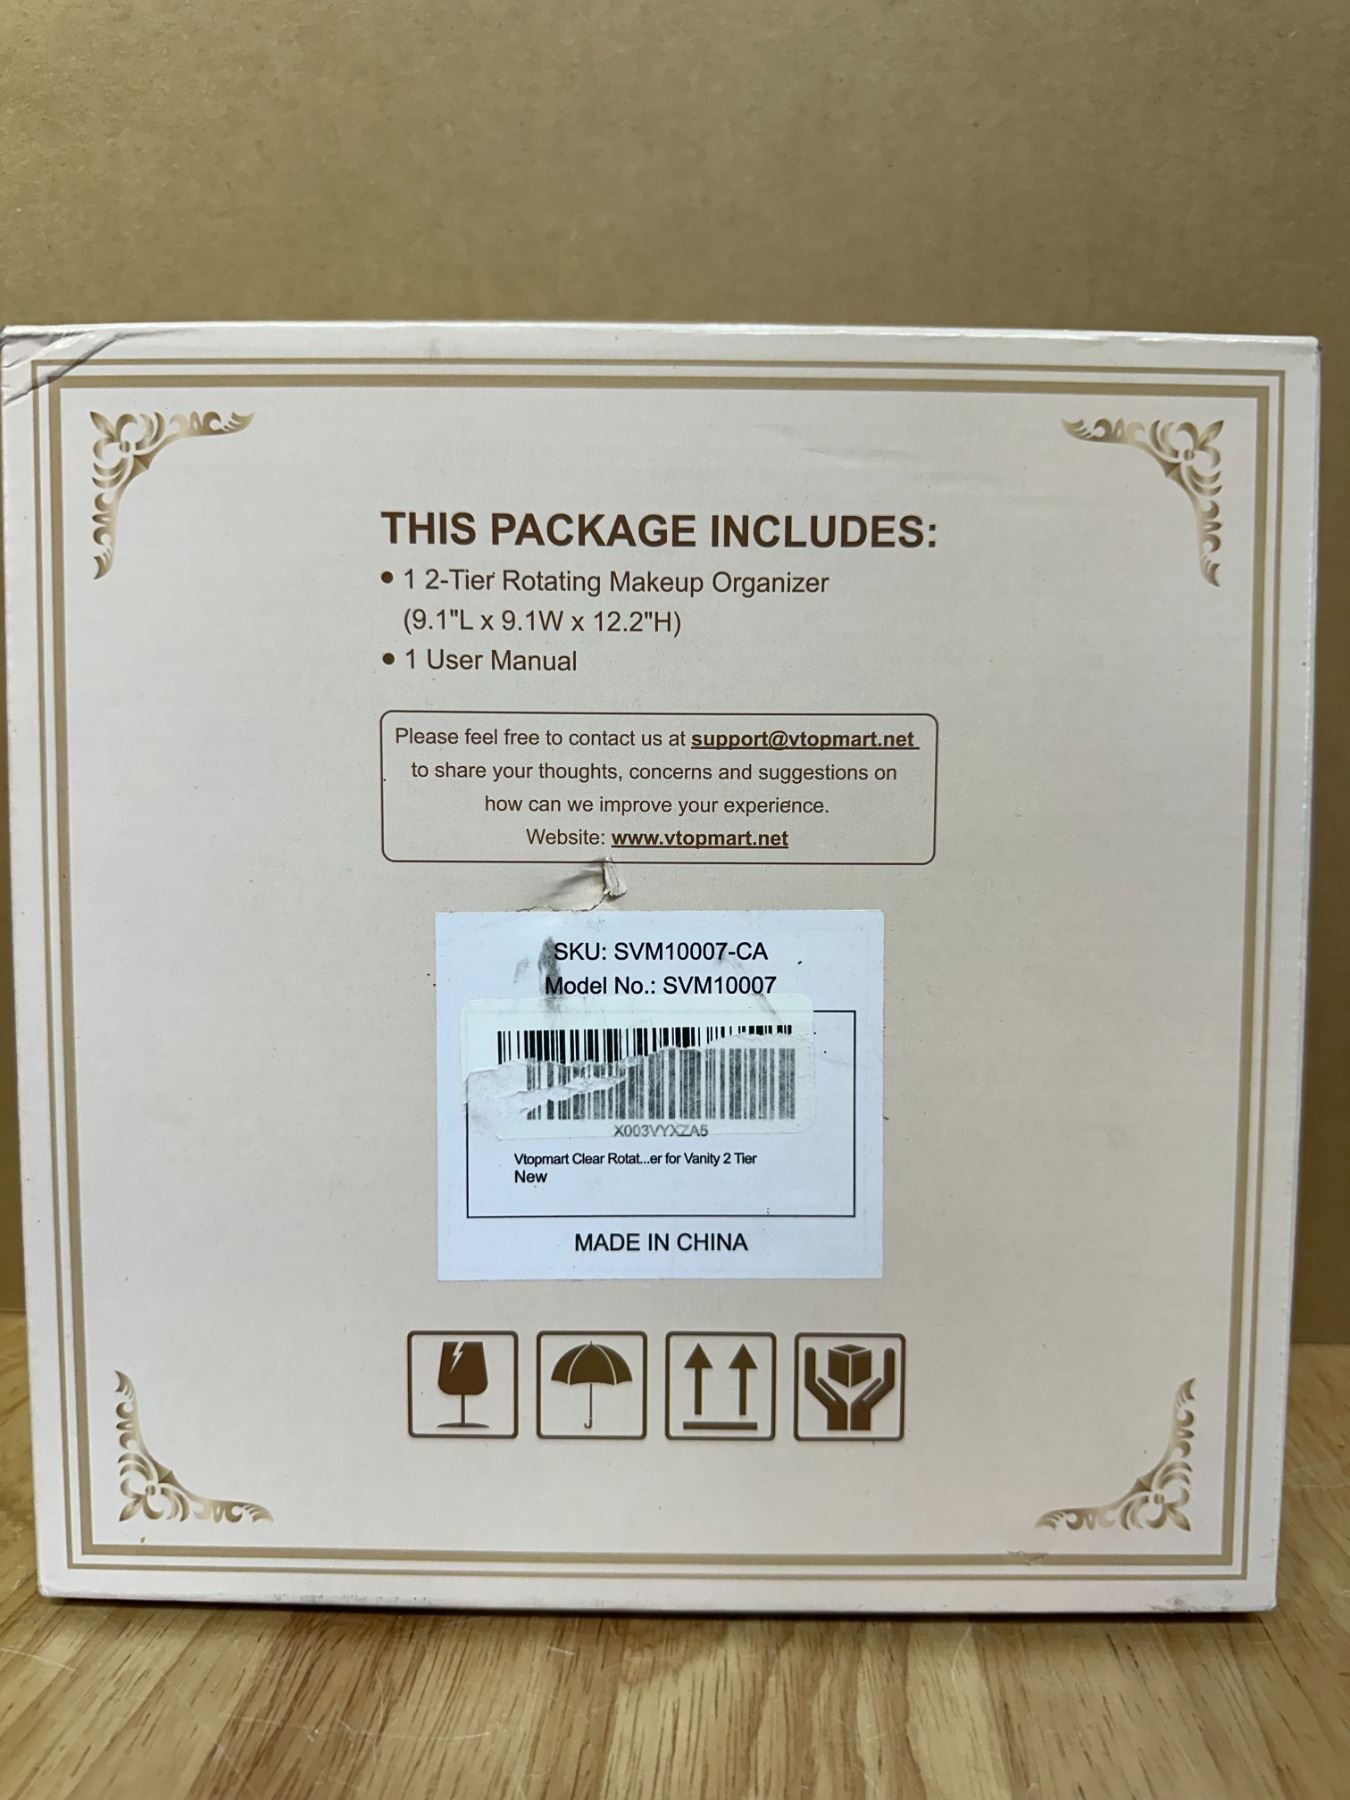 THIS PACKAGE INCLUDES:
• 1 2-Tier Rotating Makeup Organizer
(9.1"L x 9.1W x 12.2"H)
• 1 User Manual
Please feel free to contact us at support@vtopmart.net
to share your thoughts, concerns and suggestions on
how can we improve your experience.
Website: www.vtopmart.net
SKU: SVM10007-CA
Model No.: SVM10007
X003VYXZA5
Vtopmart Clear Rotat...er for Vanity 2 Tier
New
MADE IN CHINA